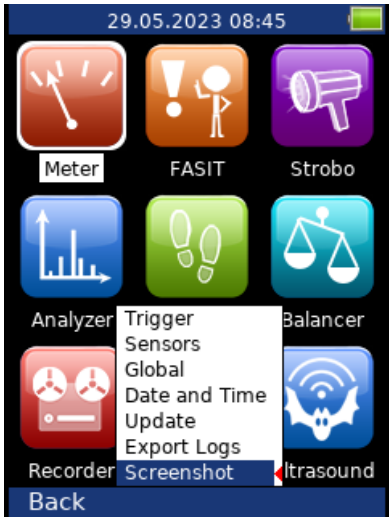 29.05.2023 08:45
Meter
FASIT
Strobo
Analyzer
Balancer
Trigger
Sensors
Global
Date and Time
Update
Export Logs
Screenshot
Recorder
ltrasound
Back